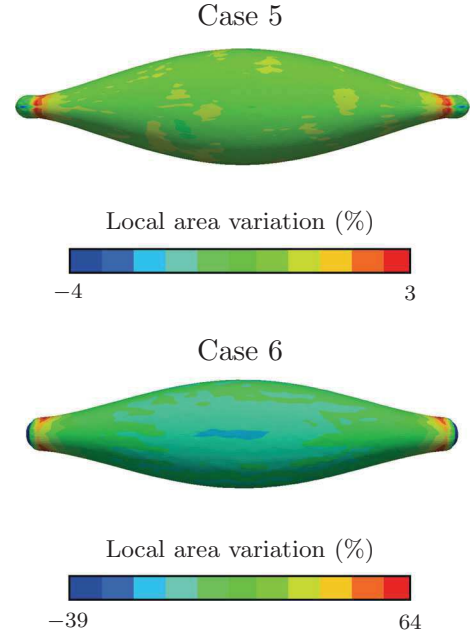 Case 5
Local area variation (%)
−4 3
Case 6
Local area variation (%)
−39 64